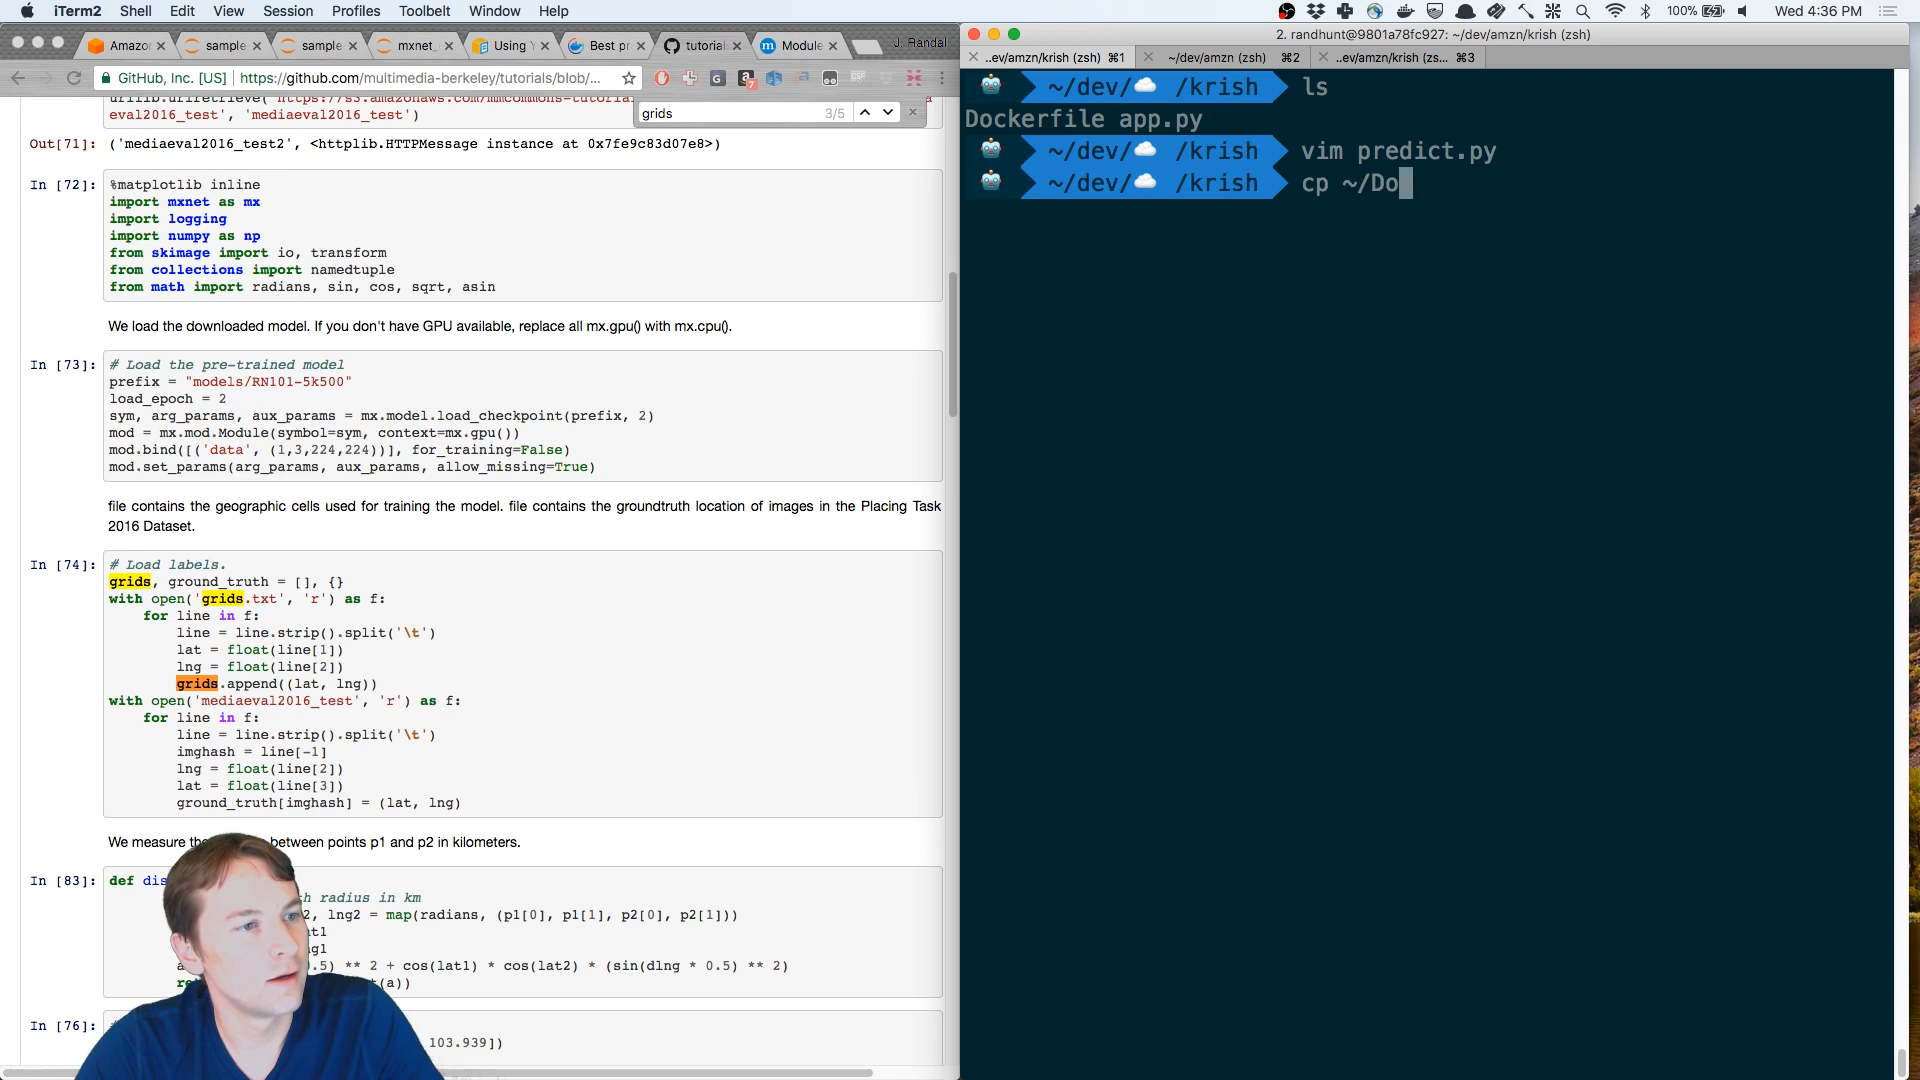 iTerm2 Shell Edit View Session Profiles Toolbelt Window Help
100% Wed 4:36 PM
Amazo sample sample mxnet_ Using Best pr tutoria Module J. Randal
GitHub, Inc. [US] https://github.com/multimedia-berkeley/tutorials/blob/...
grids 3/5
eval2016_test', 'mediaeval2016_test')
Out[71]: ('mediaeval2016_test2', <httplib.HTTPMessage instance at 0x7fe9c83d07e8>)
In [72]: %matplotlib inline
import mxnet as mx
import logging
import numpy as np
from skimage import io, transform
from collections import namedtuple
from math import radians, sin, cos, sqrt, asin
We load the downloaded model. If you don't have GPU available, replace all mx.gpu() with mx.cpu().
In [73]: # Load the pre-trained model
prefix = "models/RN101-5k500"
load_epoch = 2
sym, arg_params, aux_params = mx.model.load_checkpoint(prefix, 2)
mod = mx.mod.Module(symbol=sym, context=mx.gpu())
mod.bind([('data', (1,3,224,224))], for_training=False)
mod.set_params(arg_params, aux_params, allow_missing=True)
file contains the geographic cells used for training the model. file contains the groundtruth location of images in the Placing Task
2016 Dataset.
In [74]: # Load labels.
grids, ground_truth = [], {}
with open('grids.txt', 'r') as f:
for line in f:
line = line.strip().split('\t')
lat = float(line[1])
lng = float(line[2])
grids.append((lat, lng))
with open('mediaeval2016_test', 'r') as f:
for line in f:
line = line.strip().split('\t')
imghash = line[-1]
lng = float(line[2])
lat = float(line[3])
ground_truth[imghash] = (lat, lng)
We measure the between points p1 and p2 in kilometers.
In [83]: def dis
radius in km
2, lng2 = map(radians, (p1[0], p1[1], p2[0], p2[1]))
.5) ** 2 + cos(lat1) * cos(lat2) * (sin(dlng * 0.5) ** 2)
(a))
In [76]:
103.939])
2. randhunt@9801a78fc927: ~/dev/amzn/krish (zsh)
..ev/amzn/krish (zsh) ⌘1 ~/dev/amzn (zsh) ⌘2 ..ev/amzn/krish (zs... ⌘3
~/dev/☁️ /krish ls
Dockerfile app.py
~/dev/☁️ /krish vim predict.py
~/dev/☁️ /krish cp ~/Do